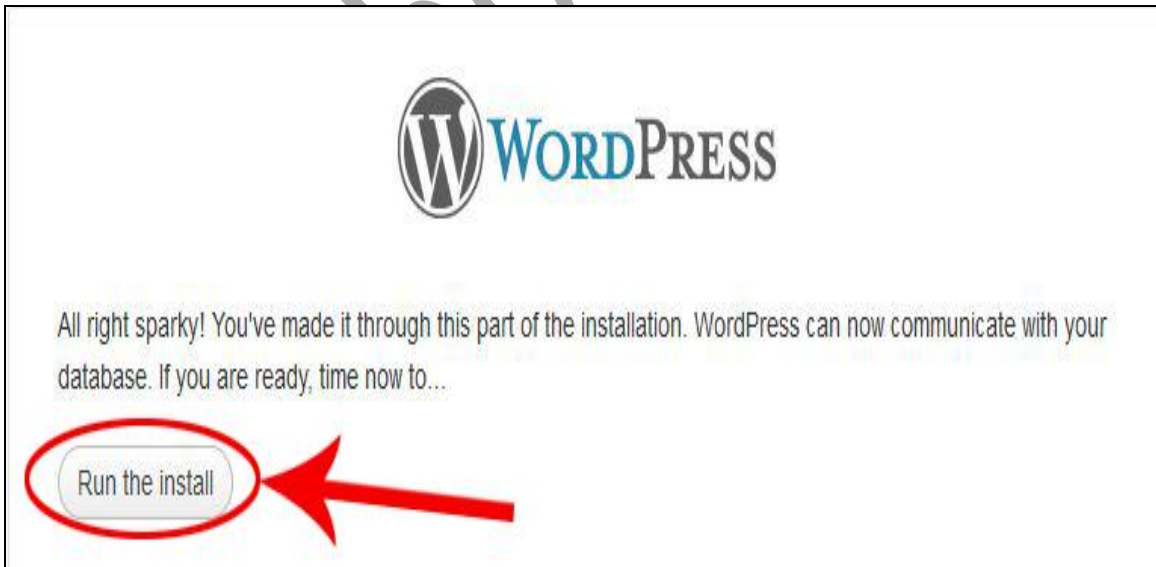 WORDPRESS
All right sparky! You've made it through this part of the installation. WordPress can now communicate with your
database. If you are ready, time now to...
Run the install